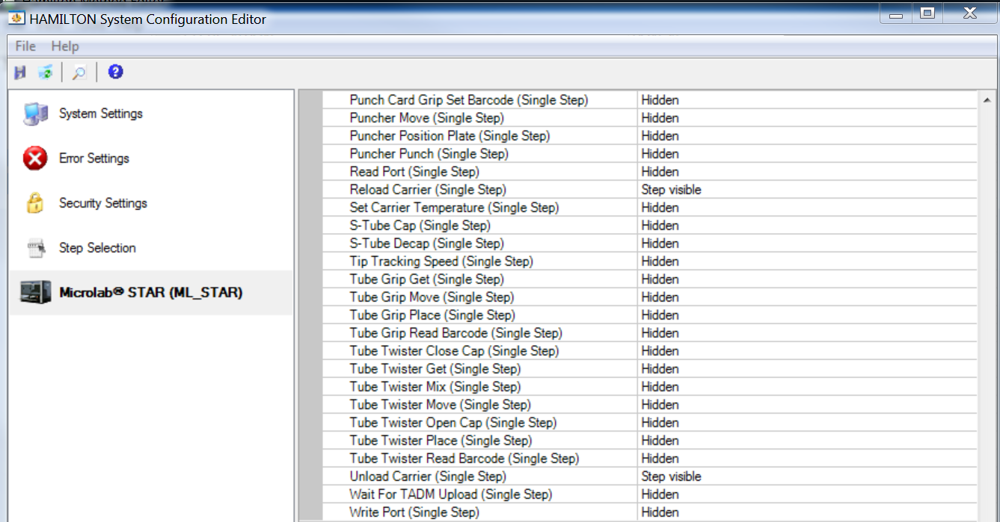 HAMILTON System Configuration Editor
File Help
System Settings
Error Settings
Security Settings
Step Selection
Microlab® STAR (ML_STAR)
Punch Card Grip Set Barcode (Single Step) Hidden
Puncher Move (Single Step) Hidden
Puncher Position Plate (Single Step) Hidden
Puncher Punch (Single Step) Hidden
Read Port (Single Step) Hidden
Reload Carrier (Single Step) Step visible
Set Carrier Temperature (Single Step) Hidden
S-Tube Cap (Single Step) Hidden
S-Tube Decap (Single Step) Hidden
Tip Tracking Speed (Single Step) Hidden
Tube Grip Get (Single Step) Hidden
Tube Grip Move (Single Step) Hidden
Tube Grip Place (Single Step) Hidden
Tube Grip Read Barcode (Single Step) Hidden
Tube Twister Close Cap (Single Step) Hidden
Tube Twister Get (Single Step) Hidden
Tube Twister Mix (Single Step) Hidden
Tube Twister Move (Single Step) Hidden
Tube Twister Open Cap (Single Step) Hidden
Tube Twister Place (Single Step) Hidden
Tube Twister Read Barcode (Single Step) Hidden
Unload Carrier (Single Step) Step visible
Wait For TADM Upload (Single Step) Hidden
Write Port (Single Step) Hidden